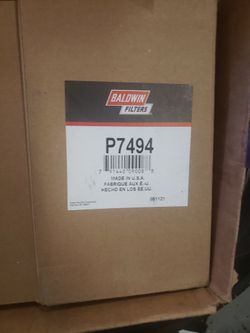 BALDWIN
FILTERS
P7494
MADE IN U.S.A.
FABRIQUE AUX É.-U.
HECHO EN LOS EE.UU.